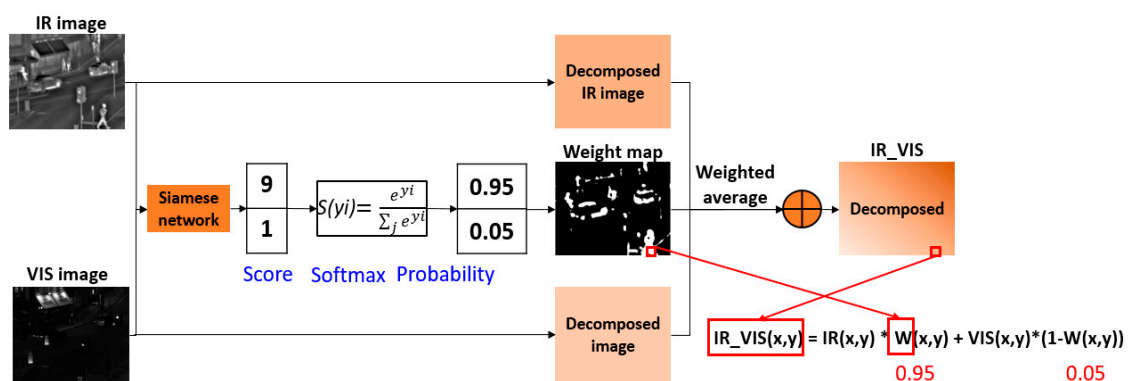 IR image
Decomposed
IR image
Weight map
IR_VIS
Siamese
network
9
1
S(yi)= e^{yi} / ∑_j e^{yi}
0.95
0.05
Weighted
average
Decomposed
Score
Softmax
Probability
VIS image
Decomposed
image
IR_VIS(x,y) = IR(x,y) * W(x,y) + VIS(x,y)*(1-W(x,y))
0.95
0.05